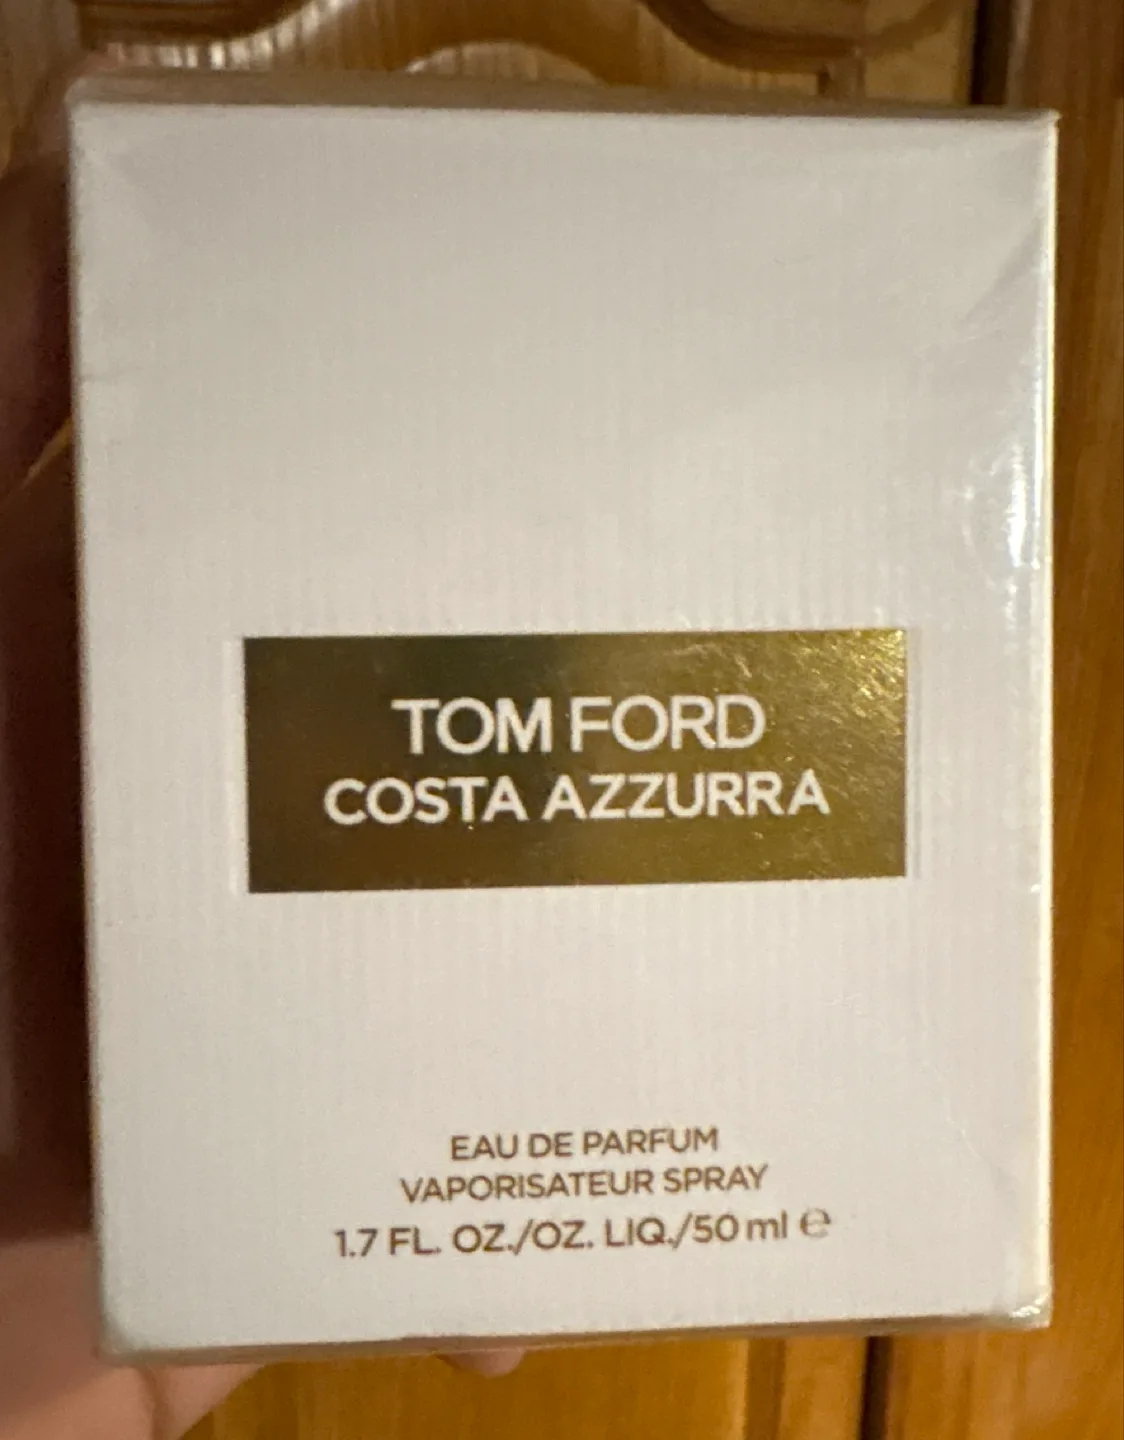 TOM FORD
COSTA AZZURRA
EAU DE PARFUM
VAPORISATEUR SPRAY
1.7 FL. OZ./OZ. LIQ./50 ml ℮